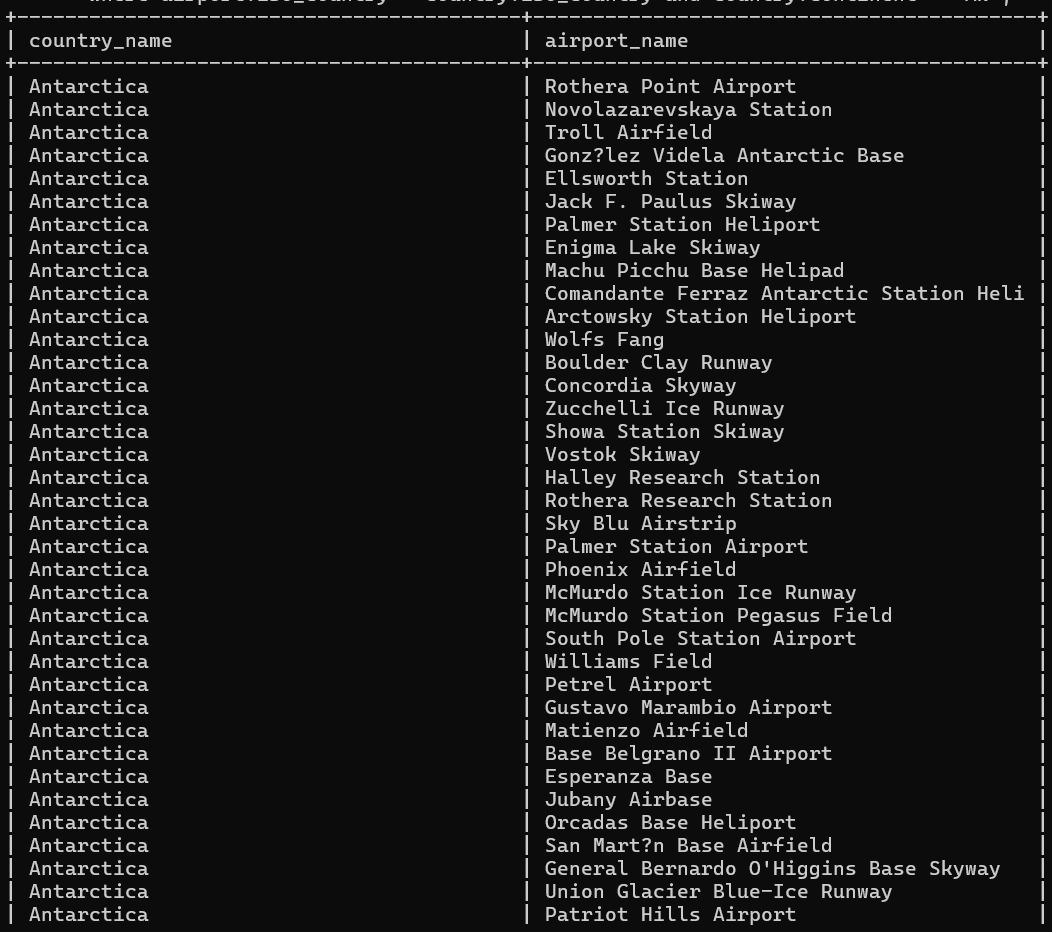 | country_name | airport_name |
| Antarctica | Rothera Point Airport |
| Antarctica | Novolazarevskaya Station |
| Antarctica | Troll Airfield |
| Antarctica | Gonz?lez Videla Antarctic Base |
| Antarctica | Ellsworth Station |
| Antarctica | Jack F. Paulus Skiway |
| Antarctica | Palmer Station Heliport |
| Antarctica | Enigma Lake Skiway |
| Antarctica | Machu Picchu Base Helipad |
| Antarctica | Comandante Ferraz Antarctic Station Heli |
| Antarctica | Arctowsky Station Heliport |
| Antarctica | Wolfs Fang |
| Antarctica | Boulder Clay Runway |
| Antarctica | Concordia Skyway |
| Antarctica | Zucchelli Ice Runway |
| Antarctica | Showa Station Skiway |
| Antarctica | Vostok Skiway |
| Antarctica | Halley Research Station |
| Antarctica | Rothera Research Station |
| Antarctica | Sky Blu Airstrip |
| Antarctica | Palmer Station Airport |
| Antarctica | Phoenix Airfield |
| Antarctica | McMurdo Station Ice Runway |
| Antarctica | McMurdo Station Pegasus Field |
| Antarctica | South Pole Station Airport |
| Antarctica | Williams Field |
| Antarctica | Petrel Airport |
| Antarctica | Gustavo Marambio Airport |
| Antarctica | Matienzo Airfield |
| Antarctica | Base Belgrano II Airport |
| Antarctica | Esperanza Base |
| Antarctica | Jubany Airbase |
| Antarctica | Orcadas Base Heliport |
| Antarctica | San Mart?n Base Airfield |
| Antarctica | General Bernardo O'Higgins Base Skyway |
| Antarctica | Union Glacier Blue-Ice Runway |
| Antarctica | Patriot Hills Airport |